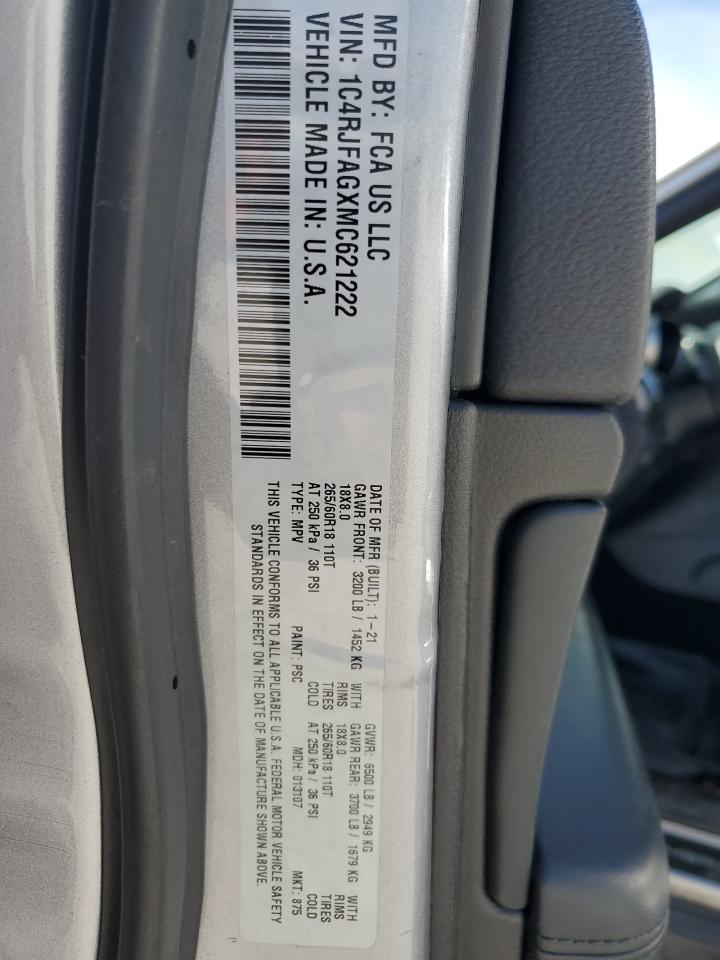 MFD BY: FCA US LLC
VIN: 1C4RJFAGXMC621222
VEHICLE MADE IN: U.S.A.
DATE OF MFR (BUILT): 1-21 GVWR: 6500 LB / 2949 KG
GAWR FRONT: 3200 LB / 1452 KG WITH GAWR REAR: 3700 LB / 1679 KG WITH
18X8.0 RIMS 18X8.0 RIMS
265/60R18 110T TIRES 265/60R18 110T TIRES
AT 250 kPa / 36 PSI COLD AT 250 kPa / 36 PSI COLD
TYPE: MPV PAINT: PSC MDH: 013107 MKT: 875
THIS VEHICLE CONFORMS TO ALL APPLICABLE U.S.A. FEDERAL MOTOR VEHICLE SAFETY
STANDARDS IN EFFECT ON THE DATE OF MANUFACTURE SHOWN ABOVE.